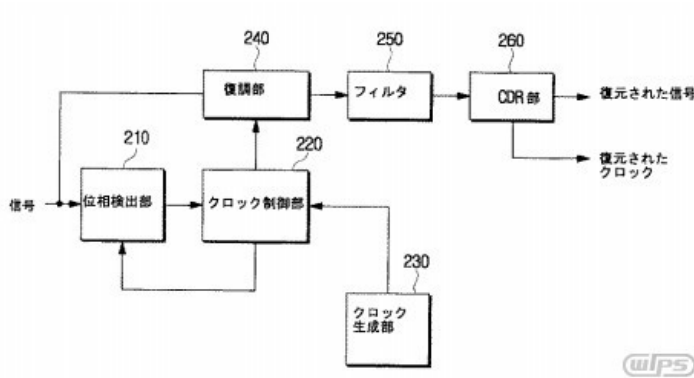 240
250
260
復調部
フィルタ
CDR部
復元された信号
210
220
復元された
クロック
信号
位相検出部
クロック制御部
230
クロック
生成部
wips